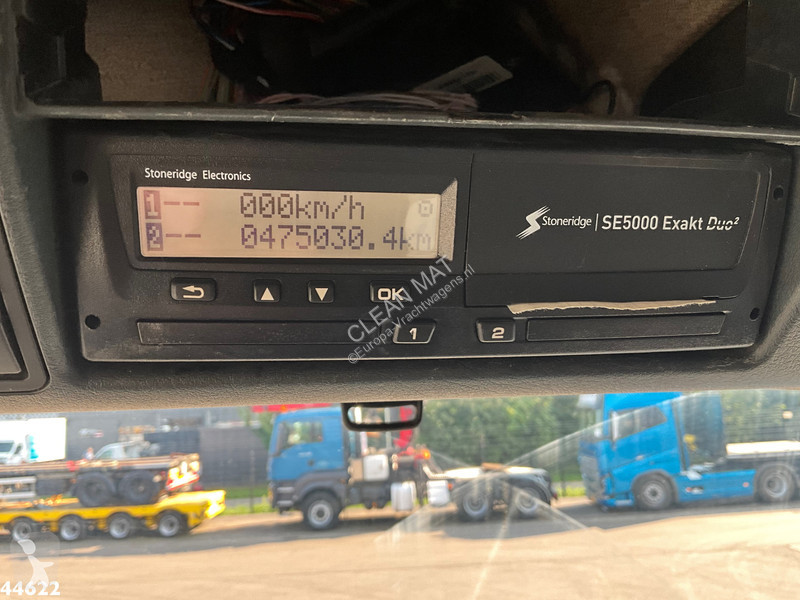 Stoneridge Electronics
1-- 000km/h
2-- 0475030.4km
Stoneridge | SE5000 Exakt Duo²
OK
1
2
CLEAN MAT
©Europa-Vrachtwagens.nl
44622